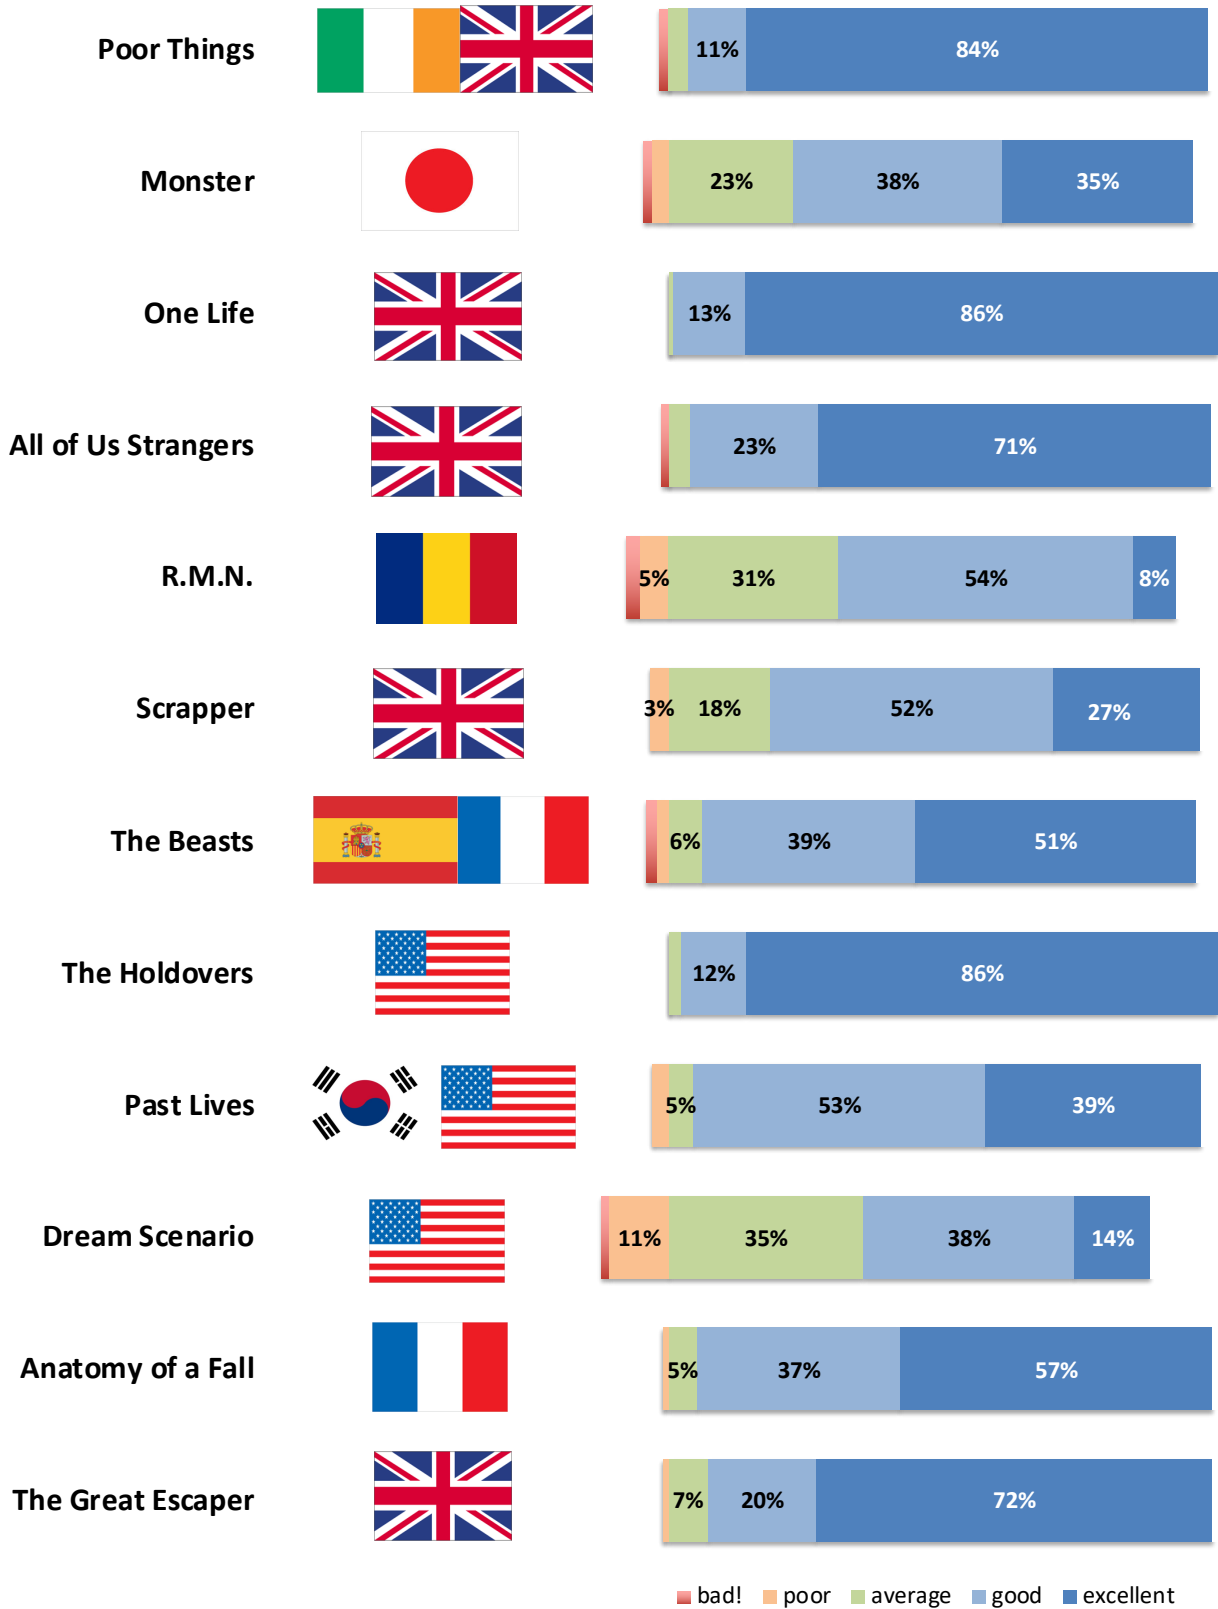 Poor Things 11% 84%
Monster 23% 38% 35%
One Life 13% 86%
All of Us Strangers 23% 71%
R.M.N. 5% 31% 54% 8%
Scrapper 3% 18% 52% 27%
The Beasts 6% 39% 51%
The Holdovers 12% 86%
Past Lives 5% 53% 39%
Dream Scenario 11% 35% 38% 14%
Anatomy of a Fall 5% 37% 57%
The Great Escaper 7% 20% 72%
bad! poor average good excellent